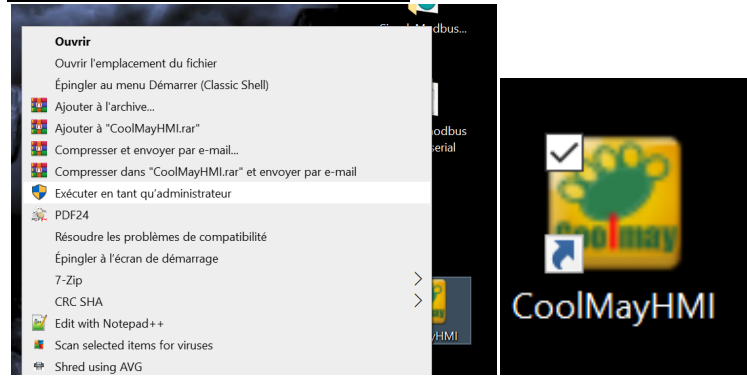 dbus...
Ouvrir
Ouvrir l'emplacement du fichier
Épingler au menu Démarrer (Classic Shell)
Ajouter à l'archive...
Ajouter à "CoolMayHMI.rar"
odbus
Compresser et envoyer par e-mail...
serial
Compresser dans "CoolMayHMI.rar" et envoyer par e-mail
Exécuter en tant qu'administrateur
PDF24
Résoudre les problèmes de compatibilité
Épingler à l'écran de démarrage
7-Zip
CRC SHA
Edit with Notepad++
yHMI
Scan selected items for viruses
Shred using AVG
Coolmay
CoolMayHMI